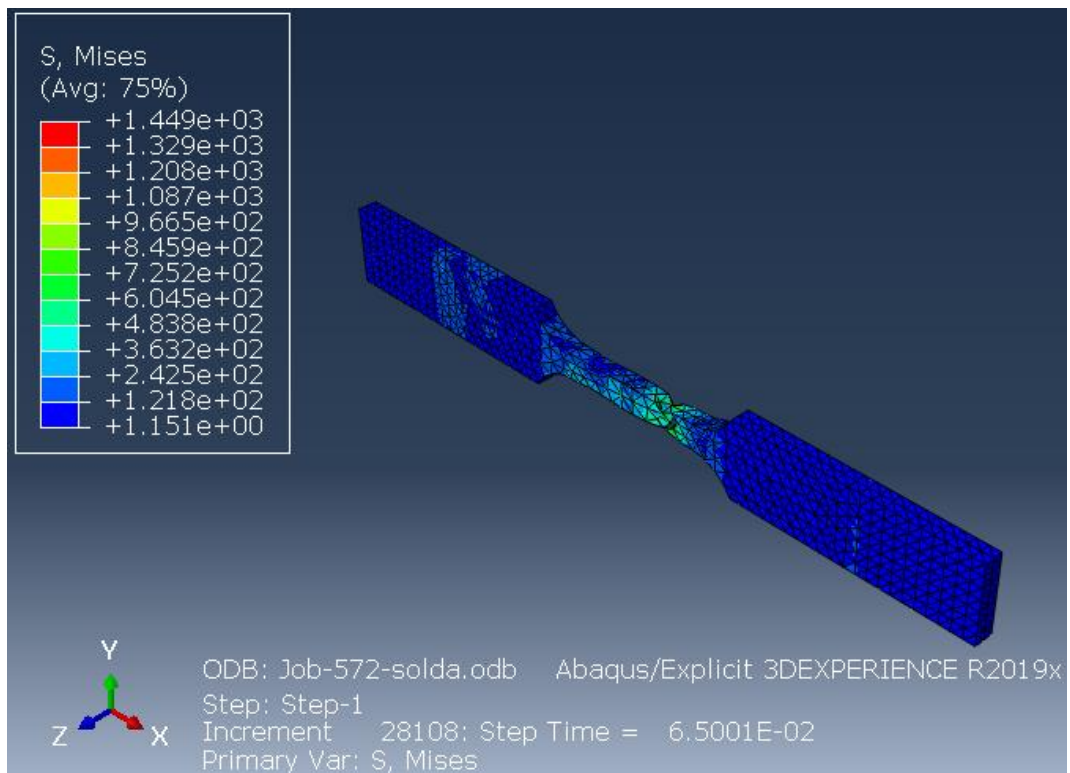 S, Mises
(Avg: 75%)
+1.449e+03
+1.329e+03
+1.208e+03
+1.087e+03
+9.665e+02
+8.459e+02
+7.252e+02
+6.045e+02
+4.838e+02
+3.632e+02
+2.425e+02
+1.218e+02
+1.151e+00
Y
Z X
ODB: Job-572-solda.odb Abaqus/Explicit 3DEXPERIENCE R2019x
Step: Step-1
Increment 28108: Step Time = 6.5001E-02
Primary Var: S, Mises